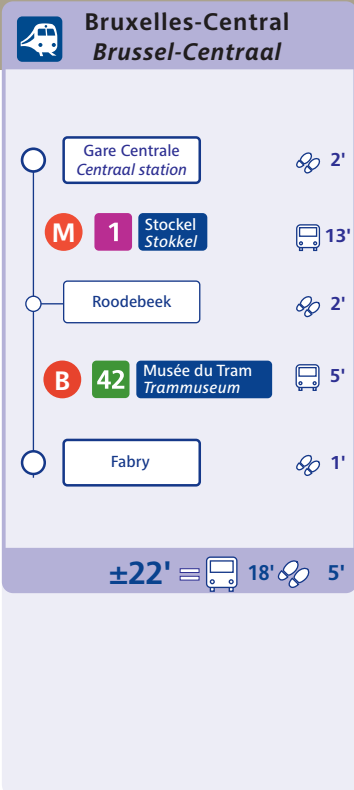 Bruxelles-Central
Brussel-Centraal
Gare Centrale
Centraal station
2'
M 1 Stockel
Stokkel
13'
Roodebeek
2'
B 42 Musée du Tram
Trammuseum
5'
Fabry
1'
±22' = 18' 5'